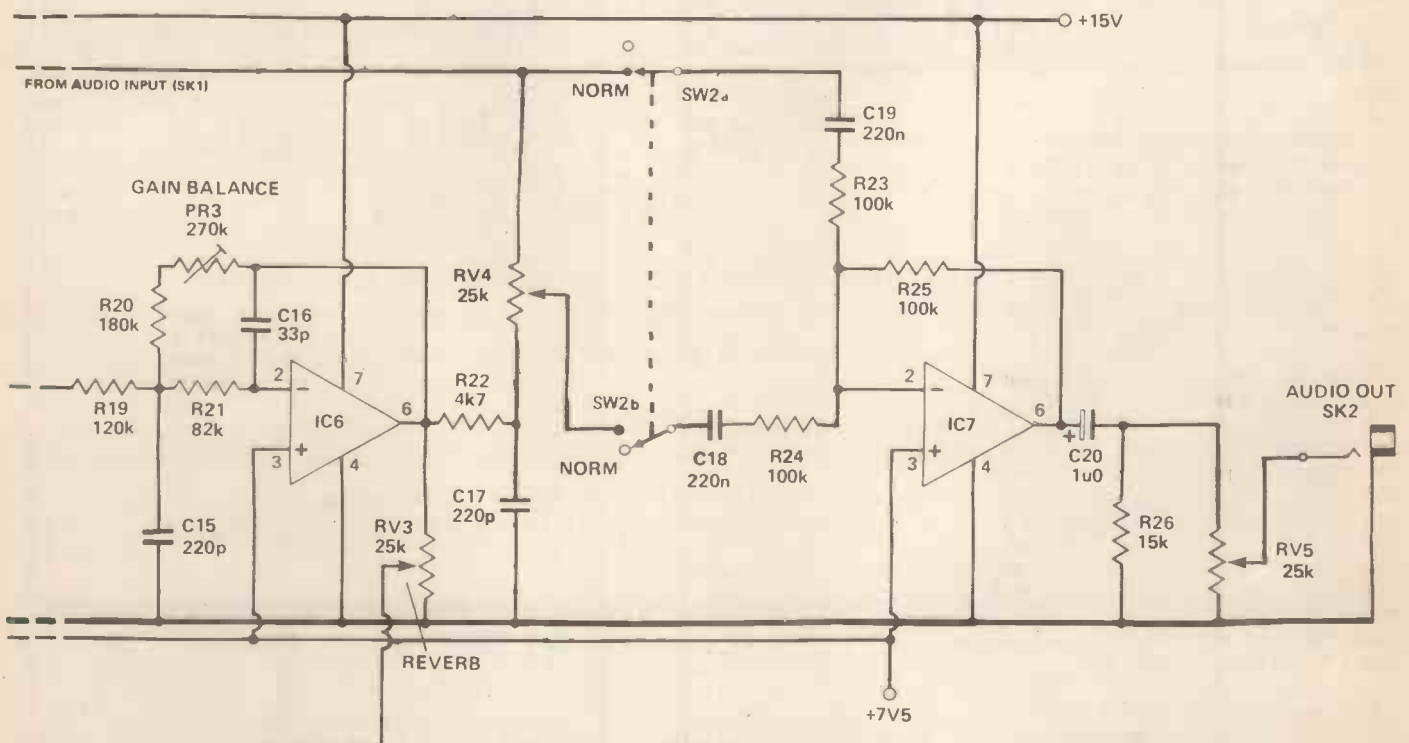 +15V
FROM AUDIO INPUT (SK1)
NORM
SW2a
C19
220n
GAIN BALANCE
PR3
270k
R23
100k
R20
180k
C16
33p
RV4
25k
R25
100k
R19
120k
R21
82k
2
-
7
IC6
6
+
3
4
R22
4k7
SW2b
NORM
C18
220n
R24
100k
2
-
7
IC7
6
+
3
4
+
C20
1u0
AUDIO OUT
SK2
C15
220p
RV3
25k
C17
220p
R26
15k
RV5
25k
REVERB
+7V5